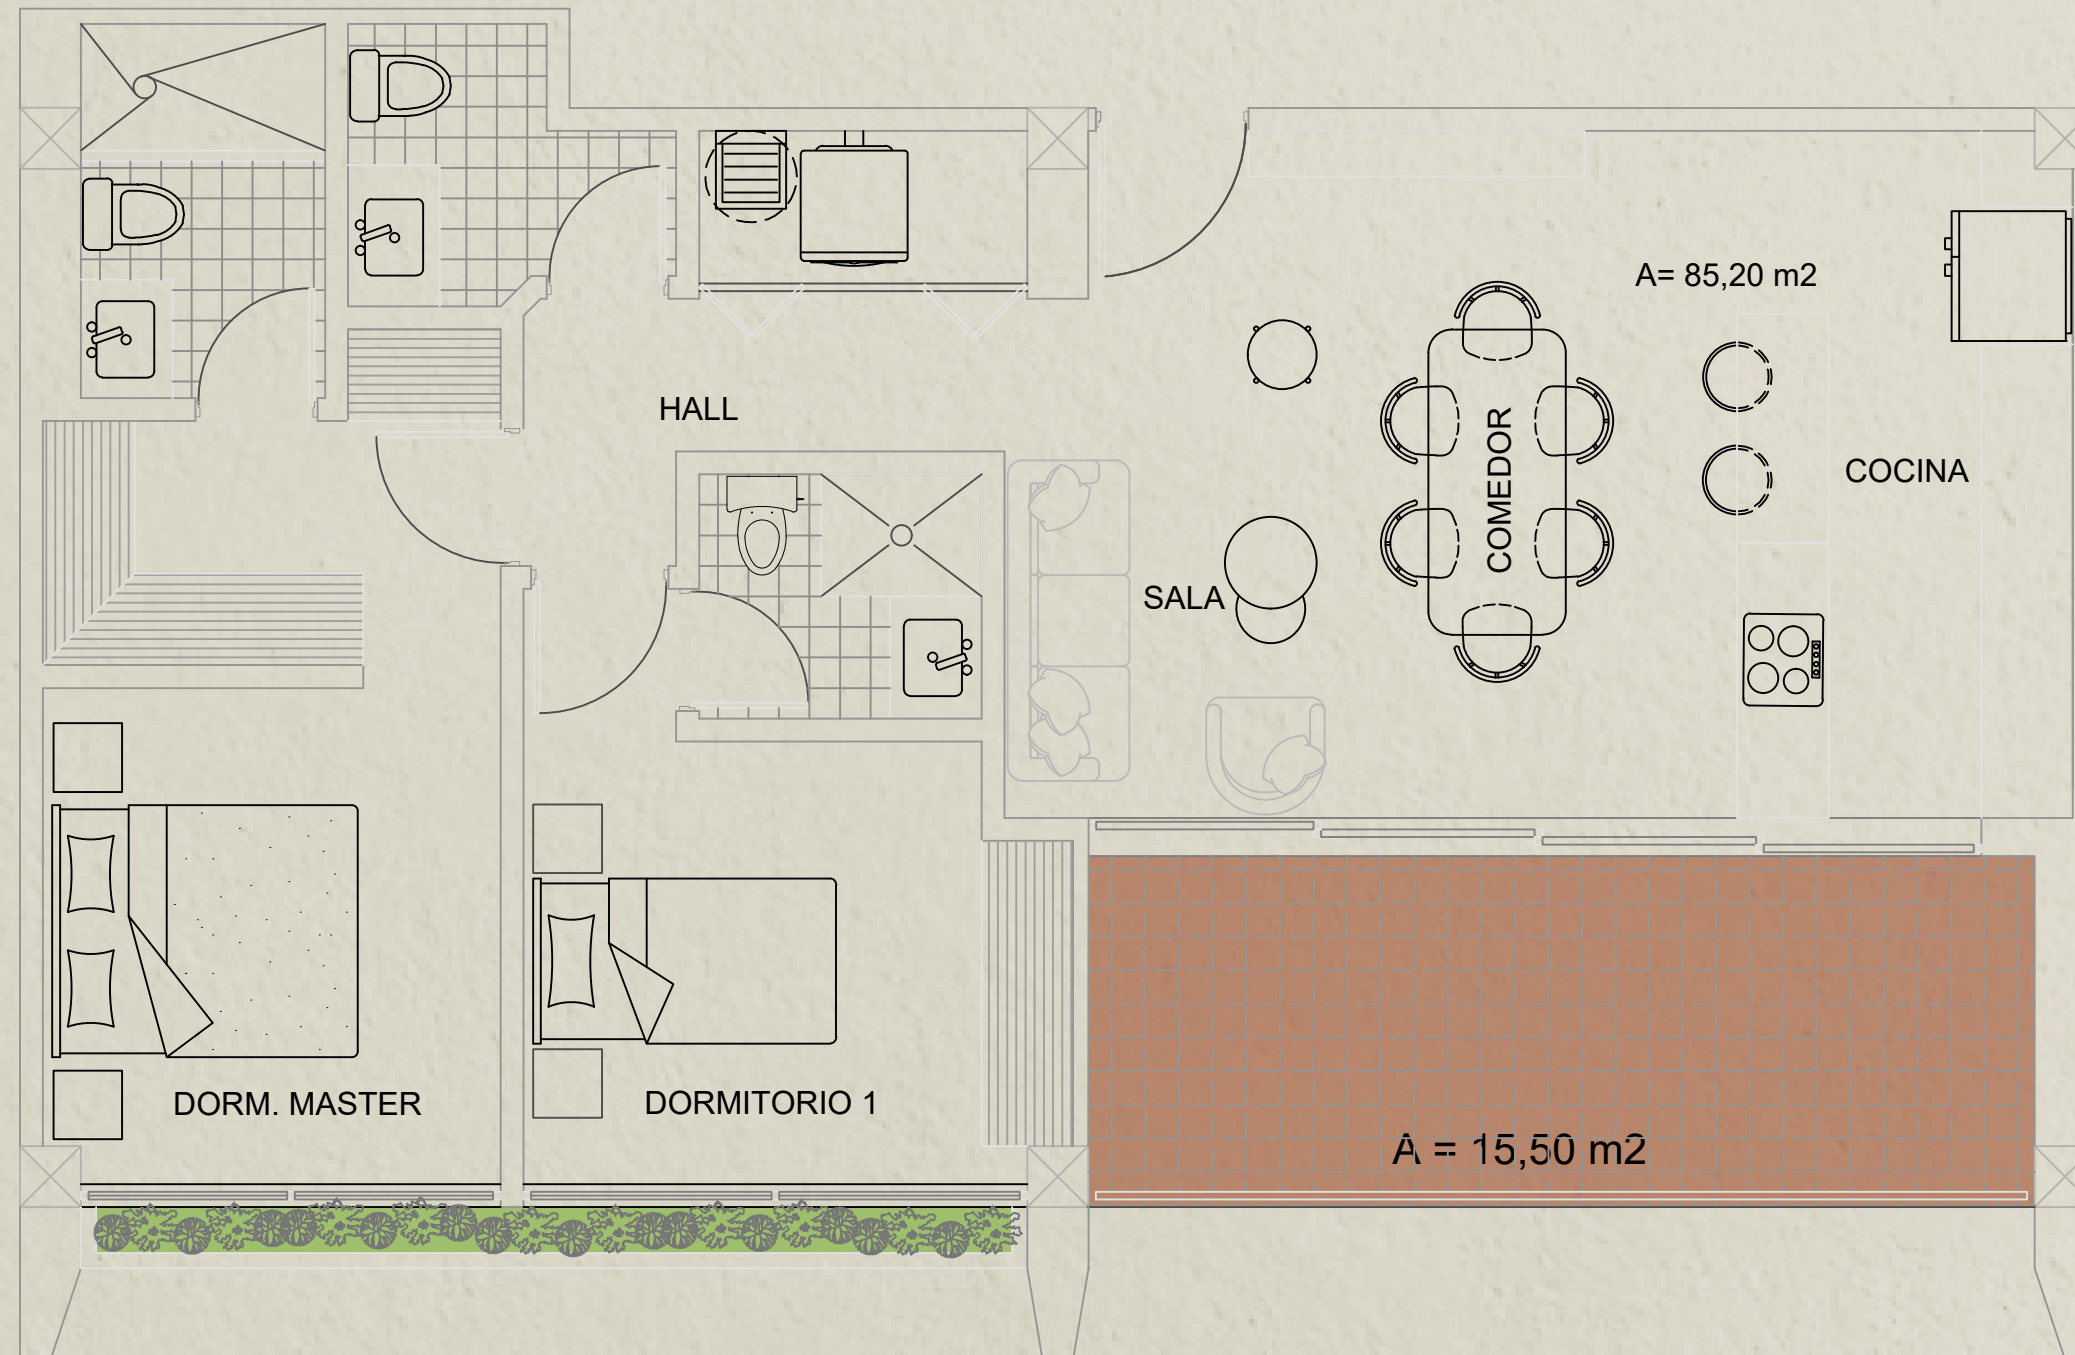 A= 85,20 m2
HALL
COMEDOR
COCINA
SALA
DORM. MASTER
DORMITORIO 1
A = 15,50 m2